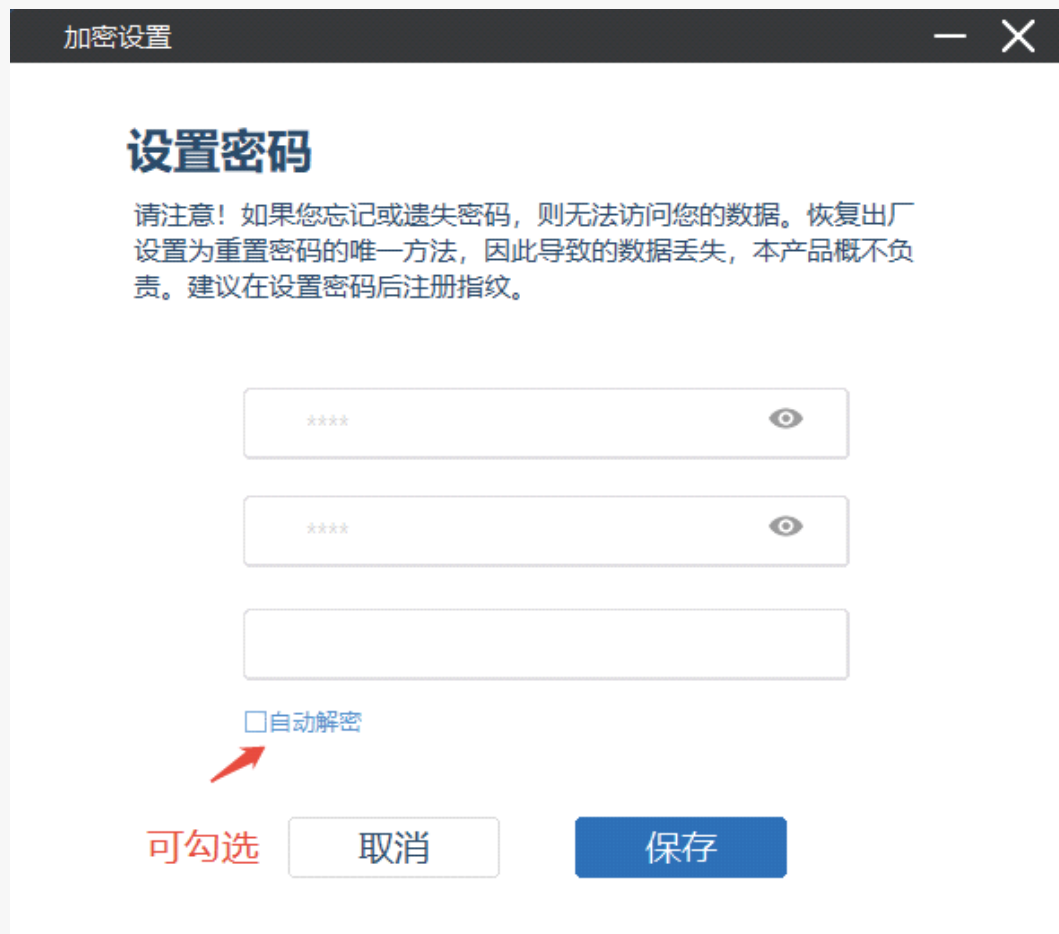 加密设置
设置密码
请注意！如果您忘记或遗失密码，则无法访问您的数据。恢复出厂
设置为重置密码的唯一方法，因此导致的数据丢失，本产品概不负
责。建议在设置密码后注册指纹。
****
****
自动解密
可勾选
取消
保存